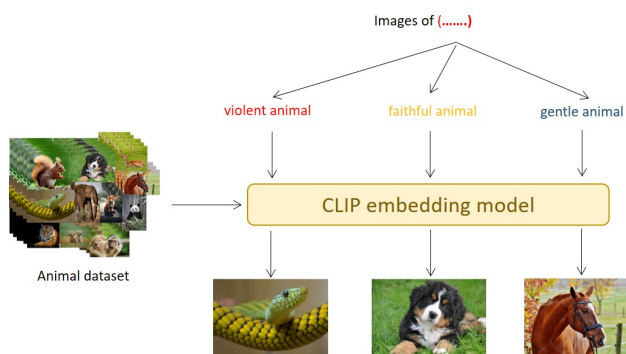 Images of (.......)
violent animal
faithful animal
gentle animal
CLIP embedding model
Animal dataset